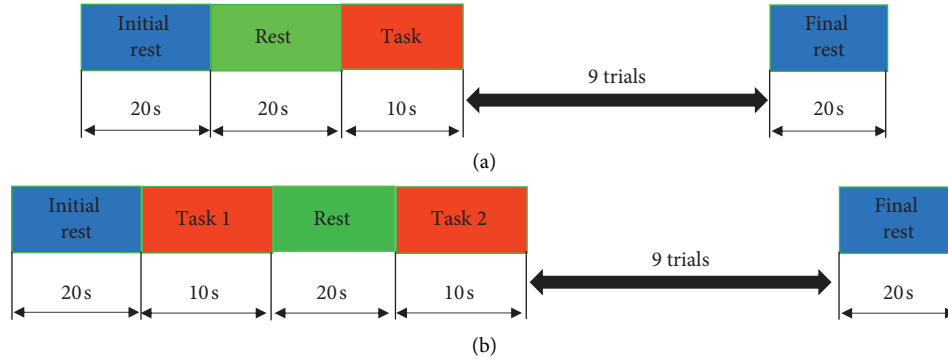 Initial
rest
Rest
Task
Final
rest
9 trials
20 s
20 s
10 s
20 s
(a)
Initial
rest
Task 1
Rest
Task 2
Final
rest
9 trials
20 s
10 s
20 s
10 s
20 s
(b)